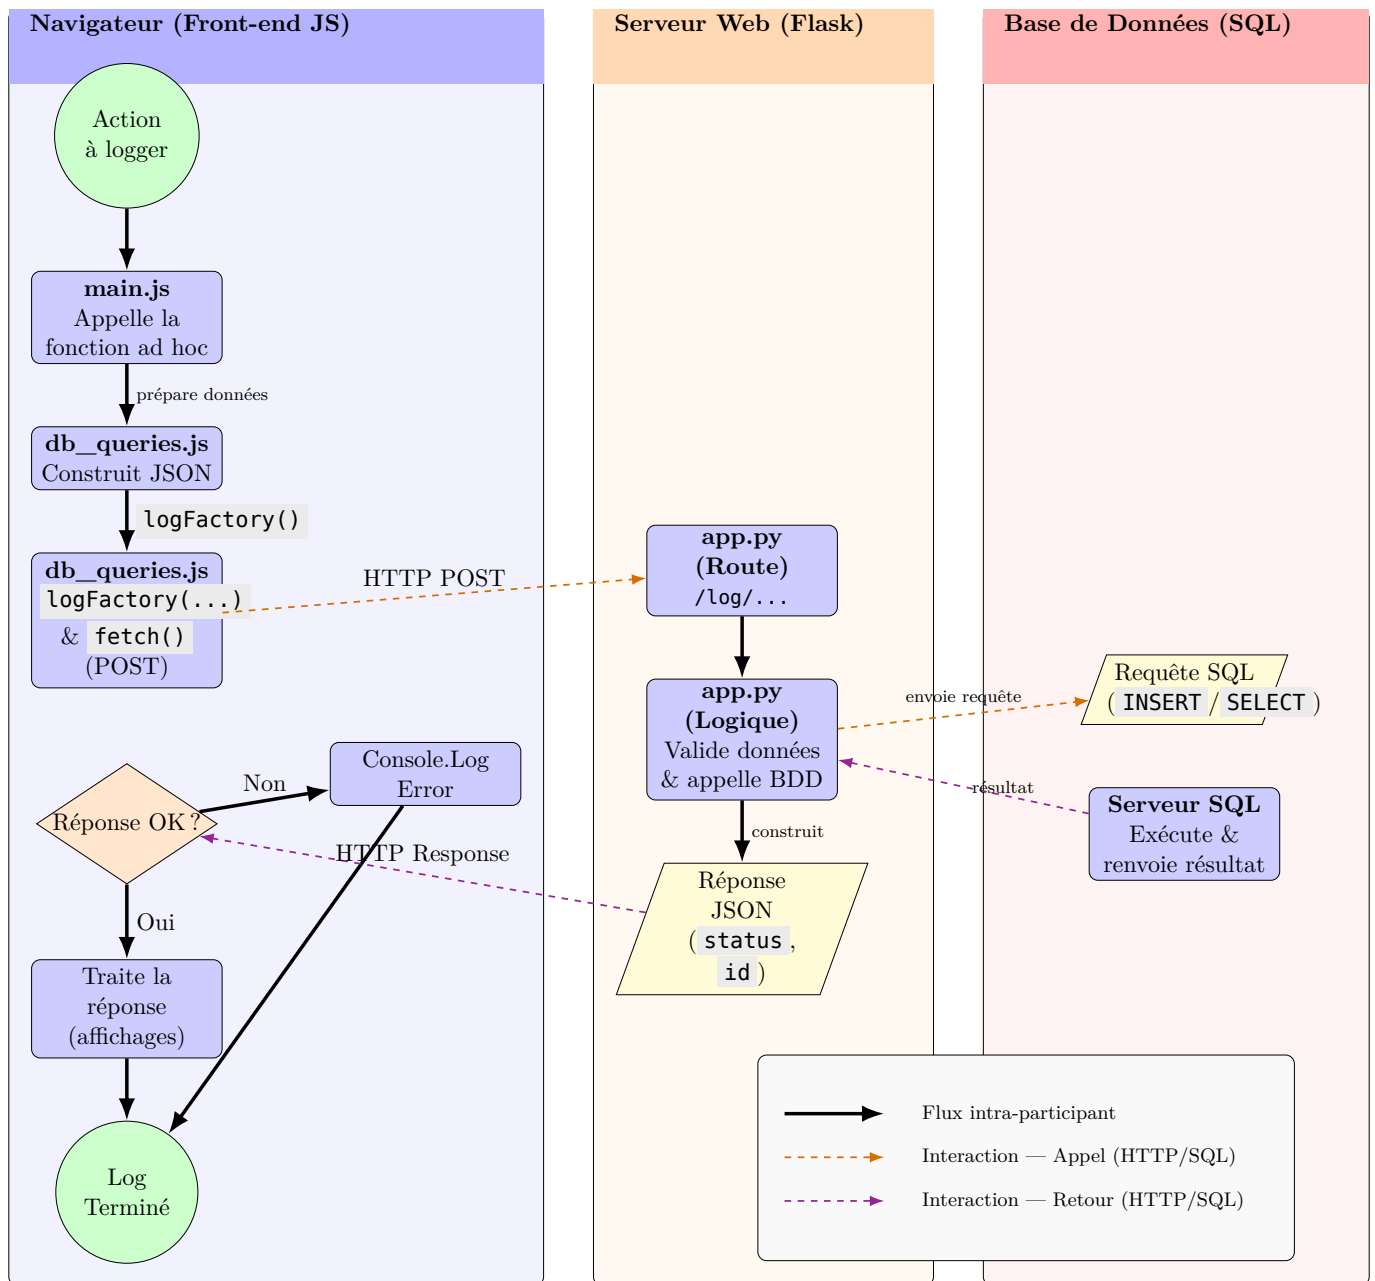 Navigateur (Front-end JS)
Serveur Web (Flask)
Base de Données (SQL)
Action
à logger
main.js
Appelle la
fonction ad hoc
prépare données
db_queries.js
Construit JSON
logFactory()
db_queries.js
logFactory(...)
& fetch()
(POST)
HTTP POST
app.py
(Route)
/log/...
app.py
(Logique)
Valide données
& appelle BDD
envoie requête
Requête SQL
(INSERT/SELECT)
résultat
Serveur SQL
Exécute &
renvoie résultat
construit
Réponse
JSON
(status,
id)
HTTP Response
Réponse OK ?
Non
Console.Log
Error
Oui
Traite la
réponse
(affichages)
Log
Terminé
Flux intra-participant
Interaction — Appel (HTTP/SQL)
Interaction — Retour (HTTP/SQL)